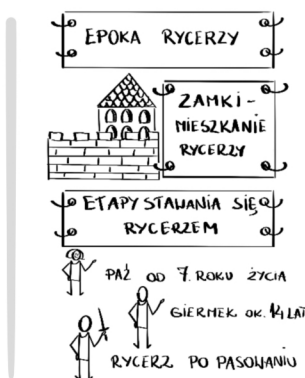 EPOKA RYCERZY
ZAMKI -
MIESZKANIE
RYCERZY
ETAPY STAWANIA SIĘ
RYCERZEM
PAŹ OD 7. ROKU ŻYCIA
GIERMEK OK. 14 LAT
RYCERZ PO PASOWANIU